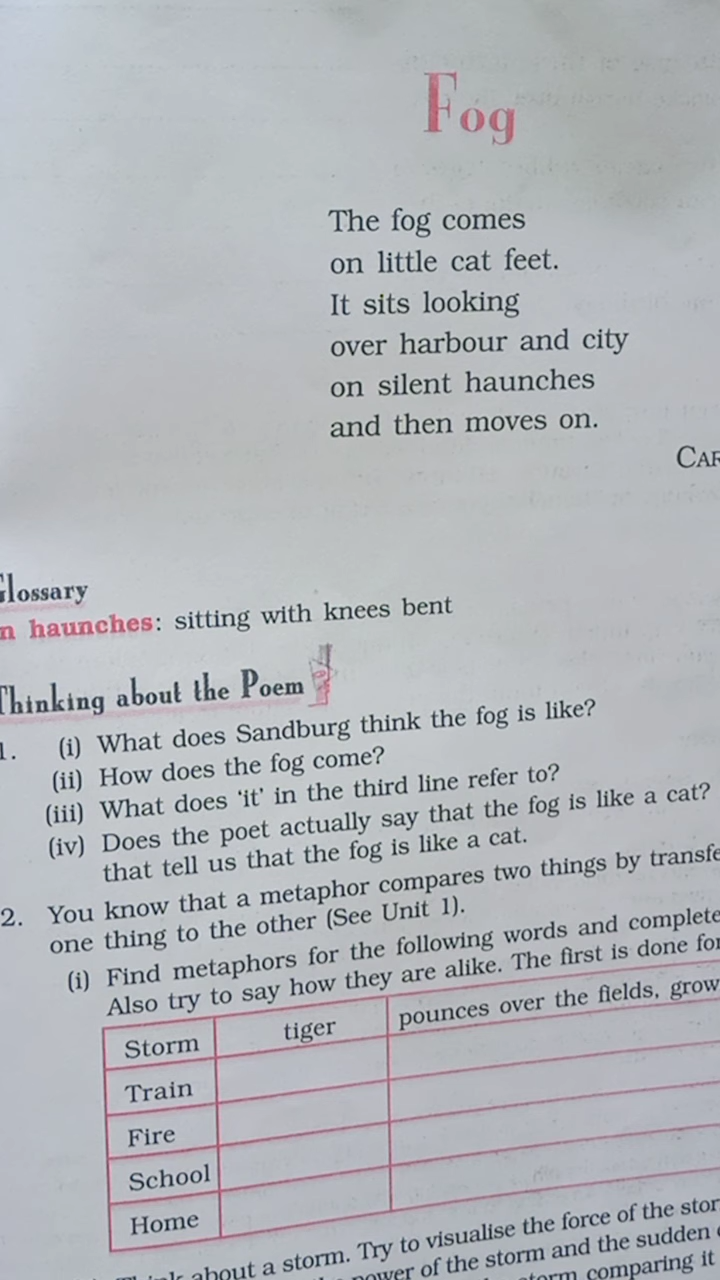 Fog
The fog comes
on little cat feet.
It sits looking
over harbour and city
on silent haunches
and then moves on.
Glossary
n haunches: sitting with knees bent
Thinking about the Poem
1. (i) What does Sandburg think the fog is like?
(ii) How does the fog come?
(iii) What does ‘it’ in the third line refer to?
(iv) Does the poet actually say that the fog is like a cat?
that tell us that the fog is like a cat.
2. You know that a metaphor compares two things by
one thing to the other (See Unit 1).
(i) Find metaphors for the following words and complete
Also try to say how they are alike. The first is done for
Storm tiger pounces over the fields, grow
Train
Fire
School
Home
about a storm. Try to visualise the force of the
of the storm and the sudden
storm comparing it